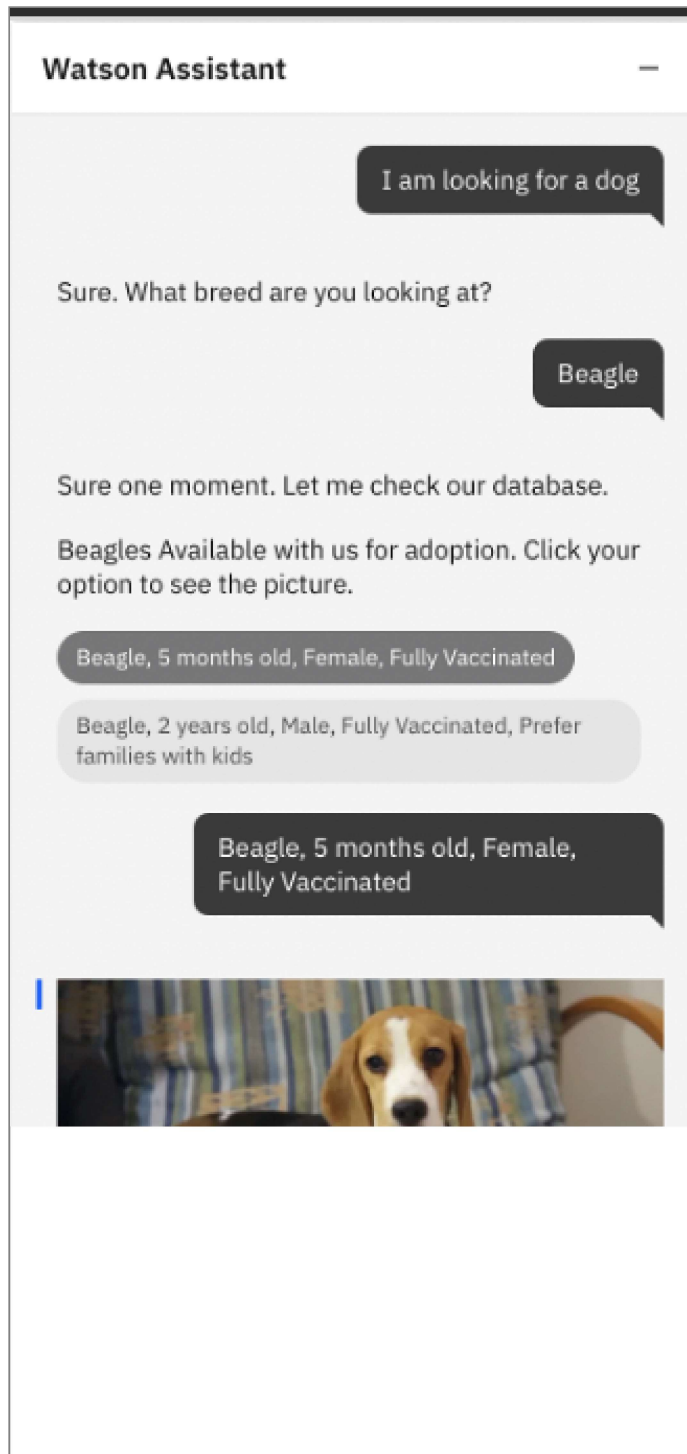 Watson Assistant
I am looking for a dog
Sure. What breed are you looking at?
Beagle
Sure one moment. Let me check our database.
Beagles Available with us for adoption. Click your
option to see the picture.
Beagle, 5 months old, Female, Fully Vaccinated
Beagle, 2 years old, Male, Fully Vaccinated, Prefer
families with kids
Beagle, 5 months old, Female,
Fully Vaccinated